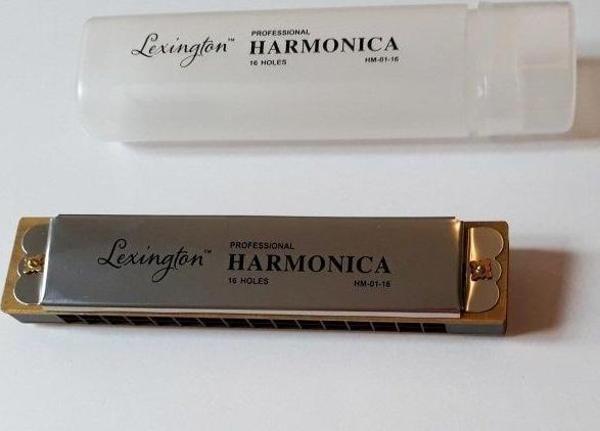 Lexington™ PROFESSIONAL
HARMONICA
16 HOLES HM-01-16
Lexington™ PROFESSIONAL
HARMONICA
16 HOLES HM-01-16